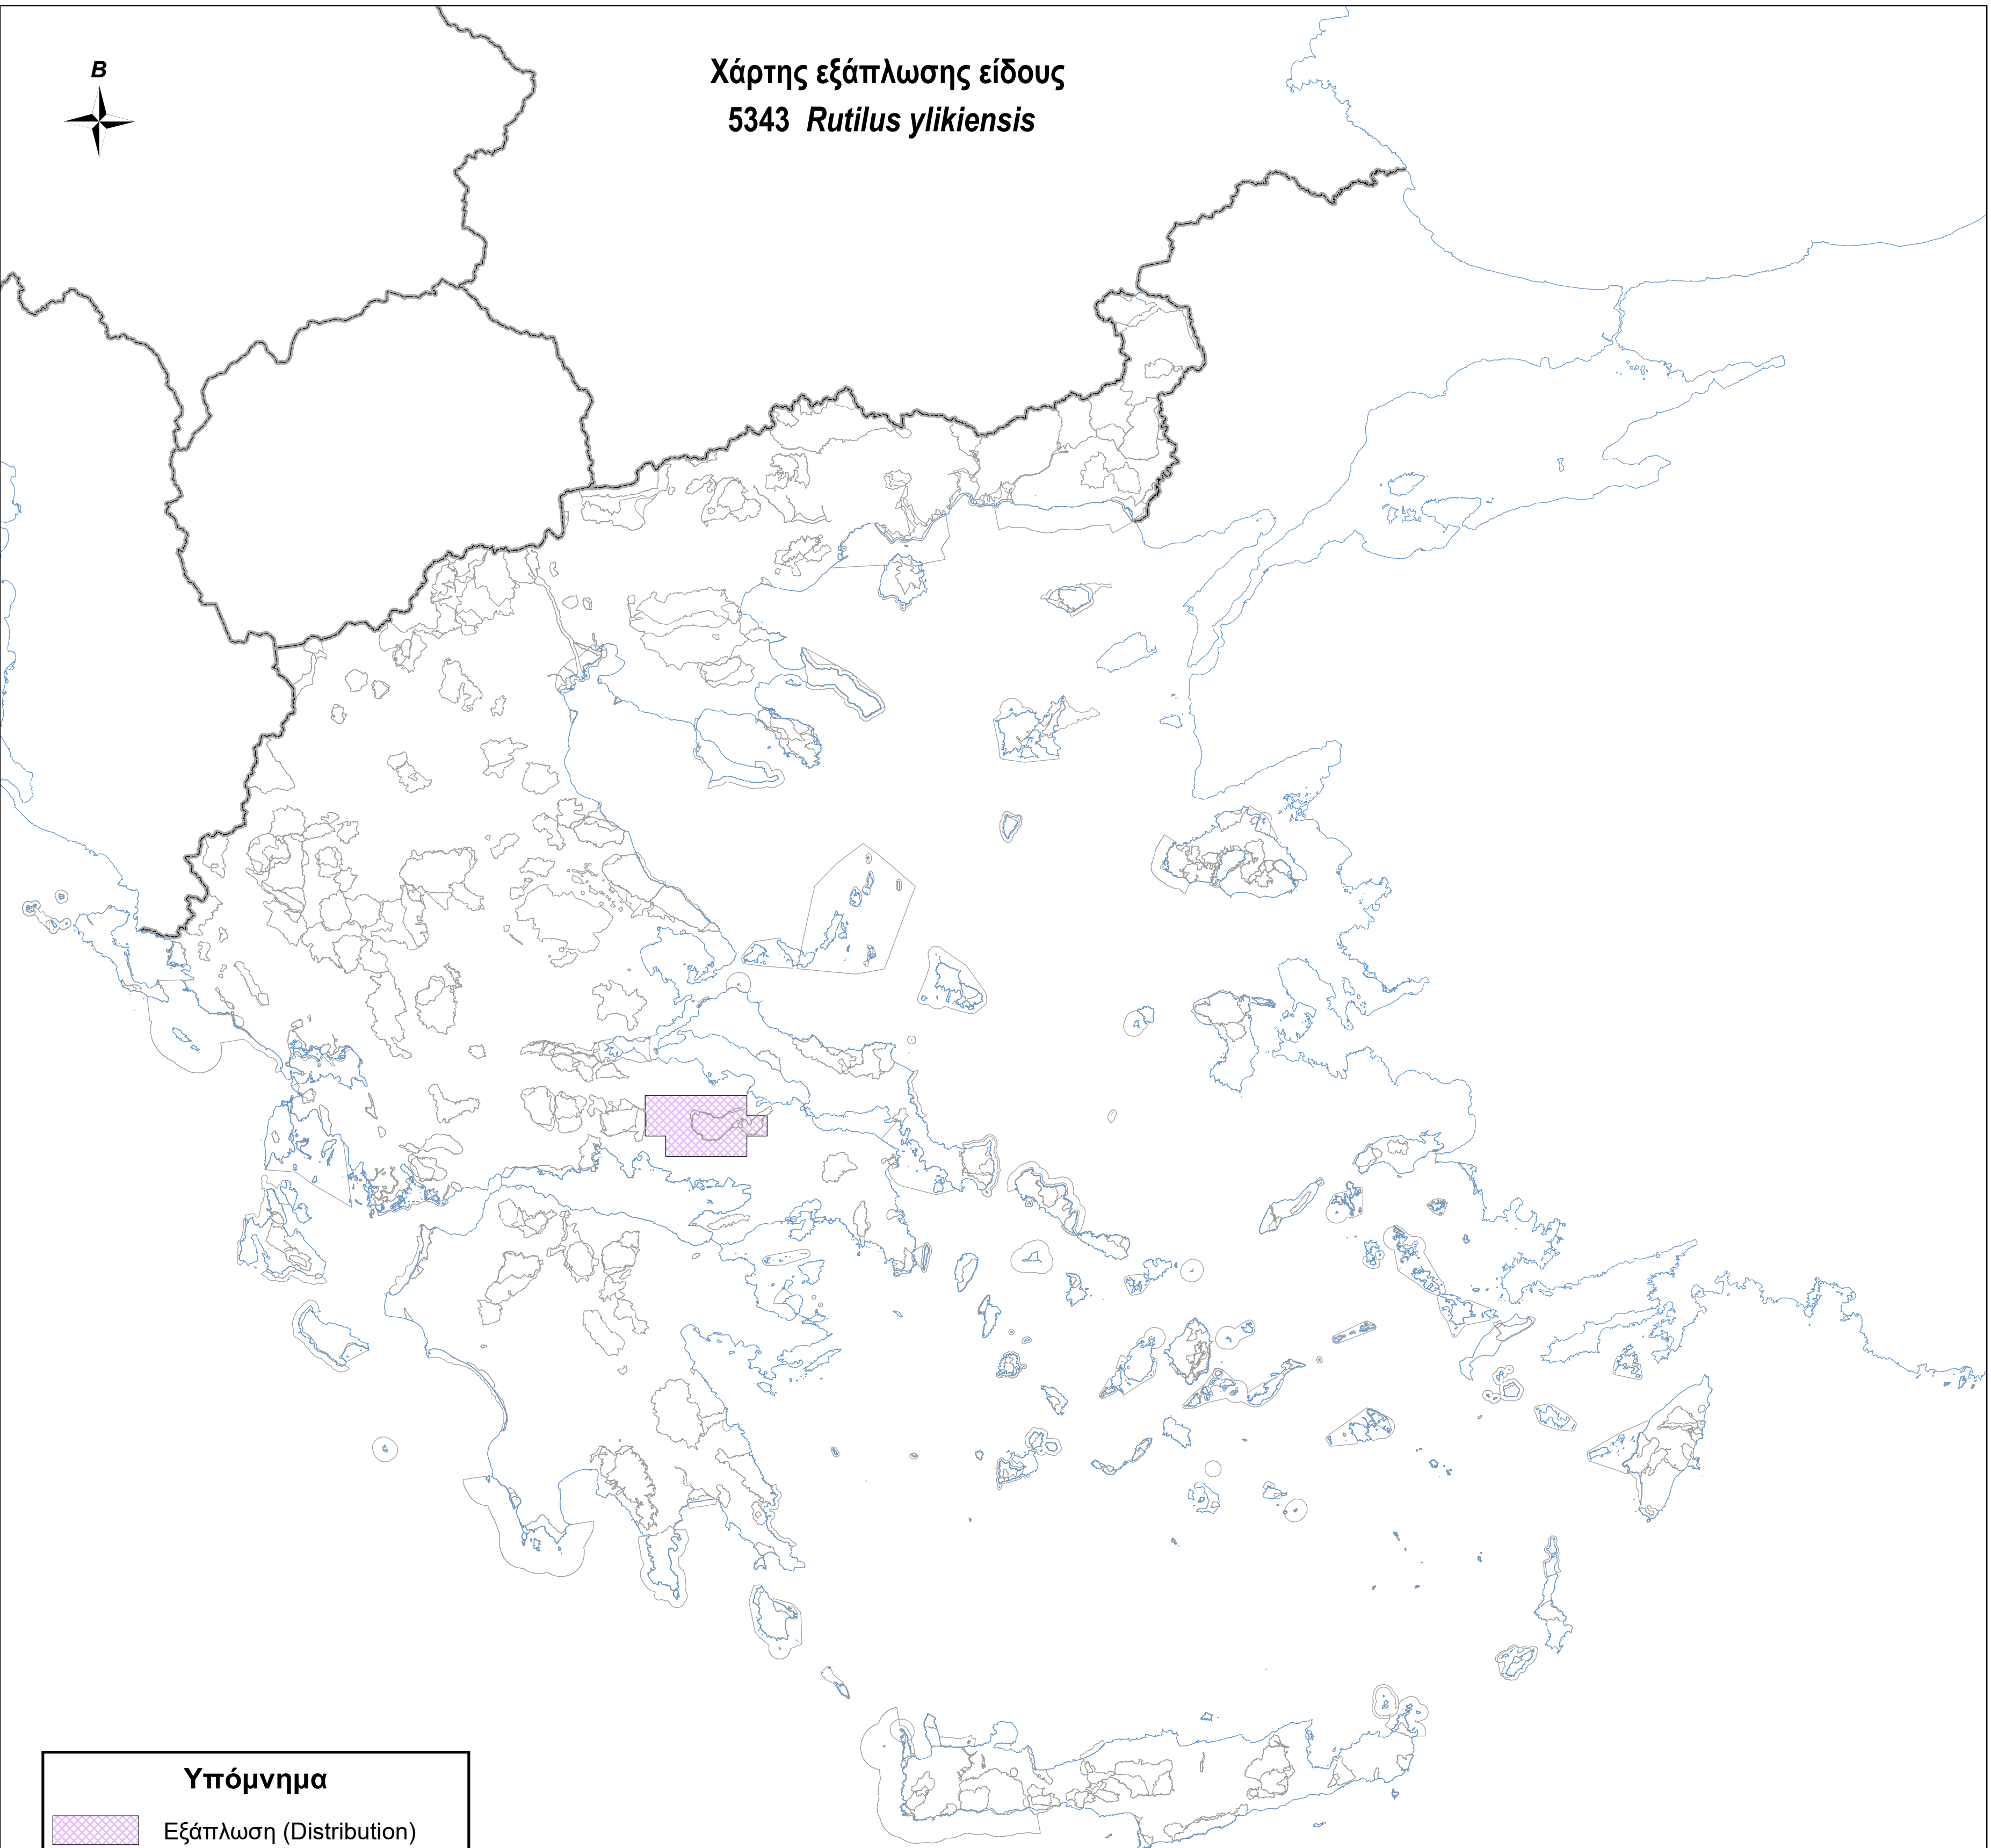 B
Χάρτης εξάπλωσης είδους
5343 Rutilus ylikiensis
Υπόμνημα
Εξάπλωση (Distribution)